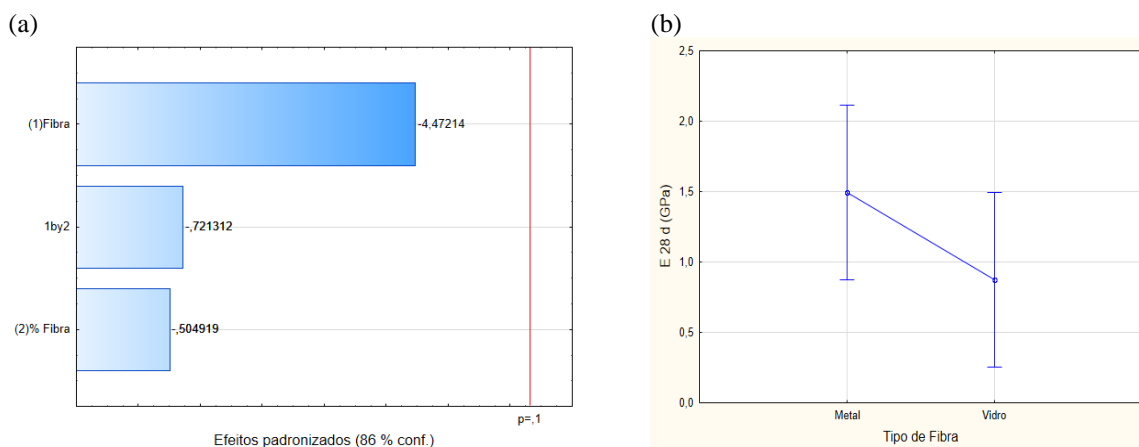 (a)
(1)Fibra
-4,47214
1by2
-,721312
(2)% Fibra
-,504919
p=,1
Efeitos padronizados (86 % conf.)
(b)
2,5
2,0
1,5
1,0
0,5
0,0
E 28 d (GPa)
Metal
Vidro
Tipo de Fibra